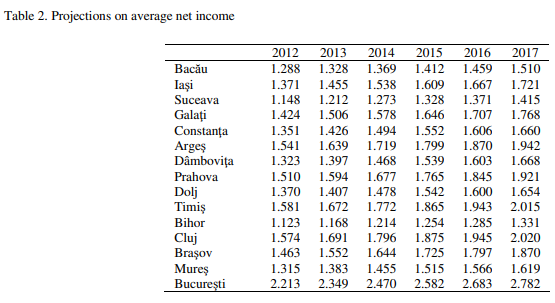 Table 2. Projections on average net income
2012 2013 2014 2015 2016 2017
Bacău 1.288 1.328 1.369 1.412 1.459 1.510
Iaşi 1.371 1.455 1.538 1.609 1.667 1.721
Suceava 1.148 1.212 1.273 1.328 1.371 1.415
Galaţi 1.424 1.506 1.578 1.646 1.707 1.768
Constanţa 1.351 1.426 1.494 1.552 1.606 1.660
Argeş 1.541 1.639 1.719 1.799 1.870 1.942
Dâmboviţa 1.323 1.397 1.468 1.539 1.603 1.668
Prahova 1.510 1.594 1.677 1.765 1.845 1.921
Dolj 1.370 1.407 1.478 1.542 1.600 1.654
Timiş 1.581 1.672 1.772 1.865 1.943 2.015
Bihor 1.123 1.168 1.214 1.254 1.285 1.331
Cluj 1.574 1.691 1.796 1.875 1.945 2.020
Braşov 1.463 1.552 1.644 1.725 1.797 1.870
Mureş 1.315 1.383 1.455 1.515 1.566 1.619
Bucureşti 2.213 2.349 2.470 2.582 2.683 2.782